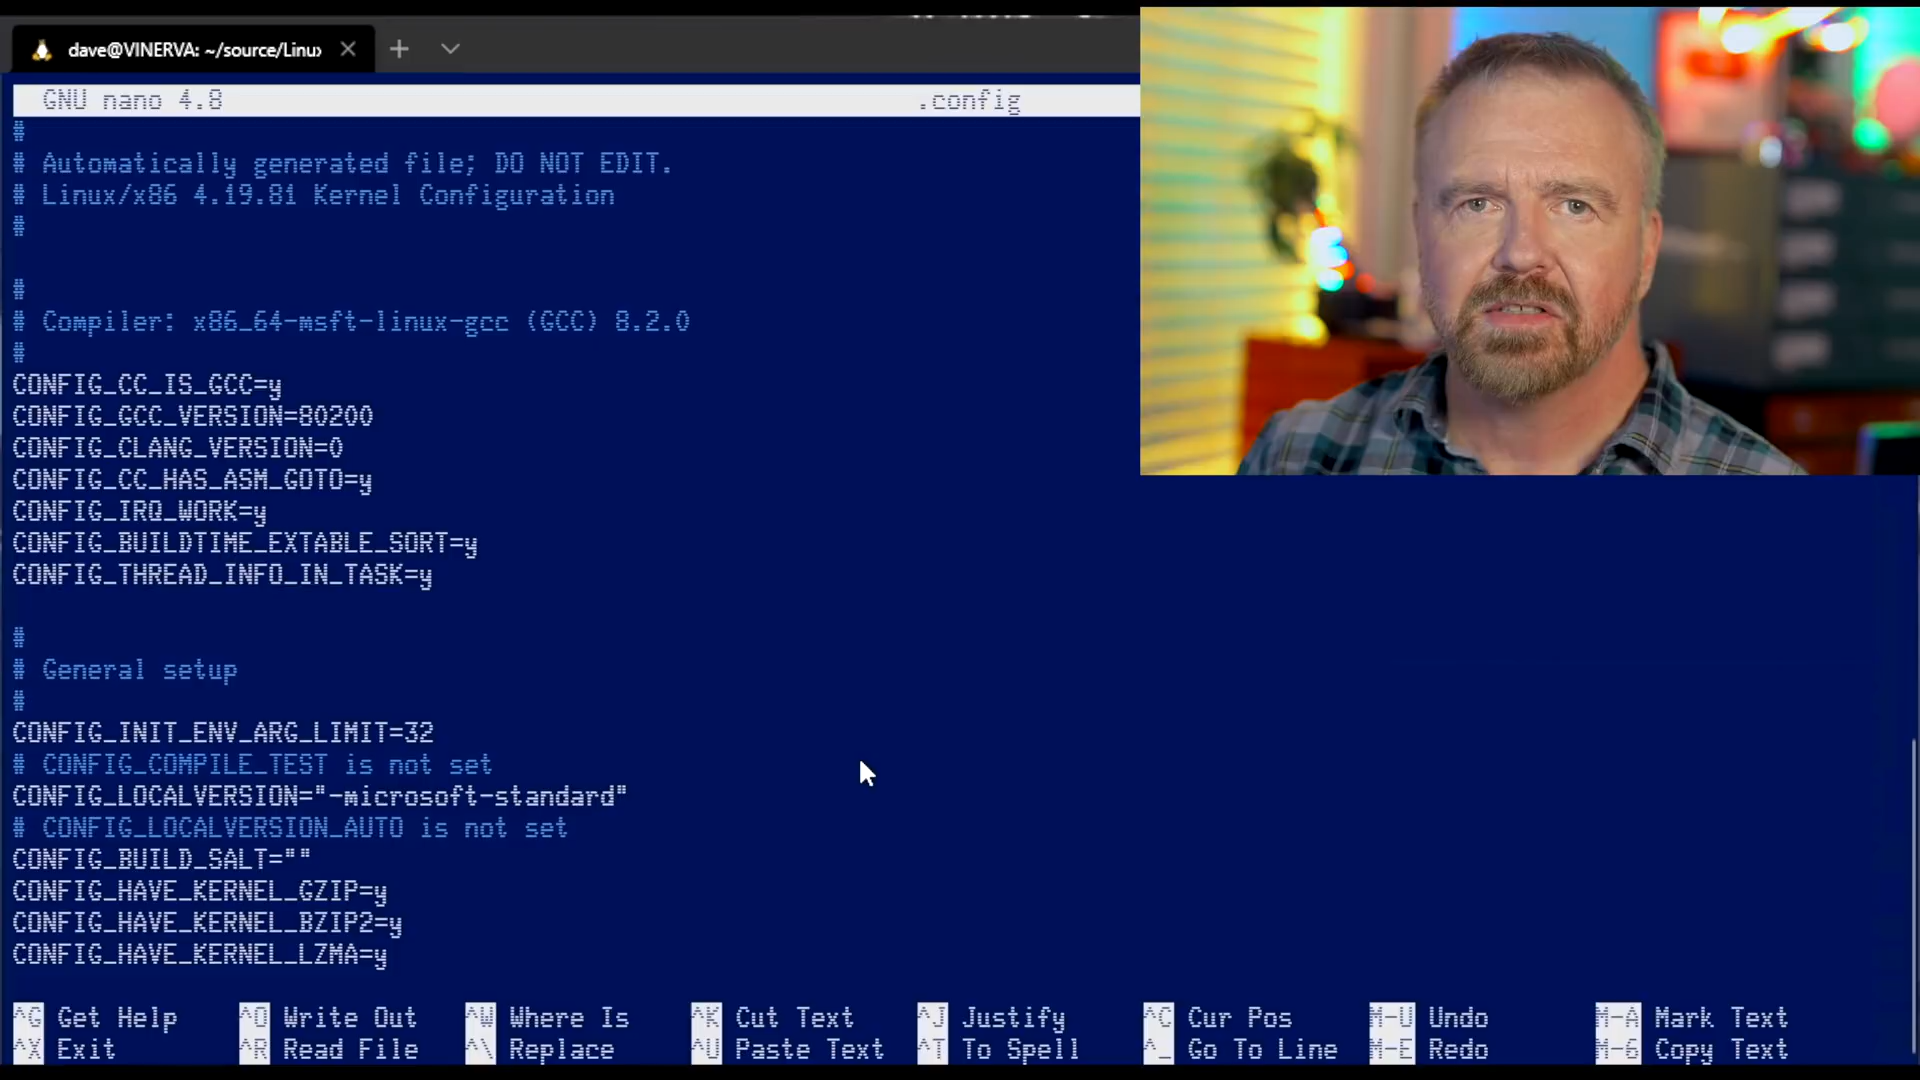 dave@VINERVA: ~/source/Linux
GNU nano 4.8 .config
#
# Automatically generated file; DO NOT EDIT.
# Linux/x86 4.19.81 Kernel Configuration
#
#
# Compiler: x86_64-msft-linux-gcc (GCC) 8.2.0
#
CONFIG_CC_IS_GCC=y
CONFIG_GCC_VERSION=80200
CONFIG_CLANG_VERSION=0
CONFIG_CC_HAS_ASM_GOTO=y
CONFIG_IRQ_WORK=y
CONFIG_BUILDTIME_EXTABLE_SORT=y
CONFIG_THREAD_INFO_IN_TASK=y
#
# General setup
#
CONFIG_INIT_ENV_ARG_LIMIT=32
# CONFIG_COMPILE_TEST is not set
CONFIG_LOCALVERSION="-microsoft-standard"
# CONFIG_LOCALVERSION_AUTO is not set
CONFIG_BUILD_SALT=""
CONFIG_HAVE_KERNEL_GZIP=y
CONFIG_HAVE_KERNEL_BZIP2=y
CONFIG_HAVE_KERNEL_LZMA=y
^G Get Help ^O Write Out ^W Where Is ^K Cut Text ^J Justify ^C Cur Pos M-U Undo M-A Mark Text
^X Exit ^R Read File ^\ Replace ^U Paste Text ^T To Spell ^_ Go To Line M-E Redo M-6 Copy Text